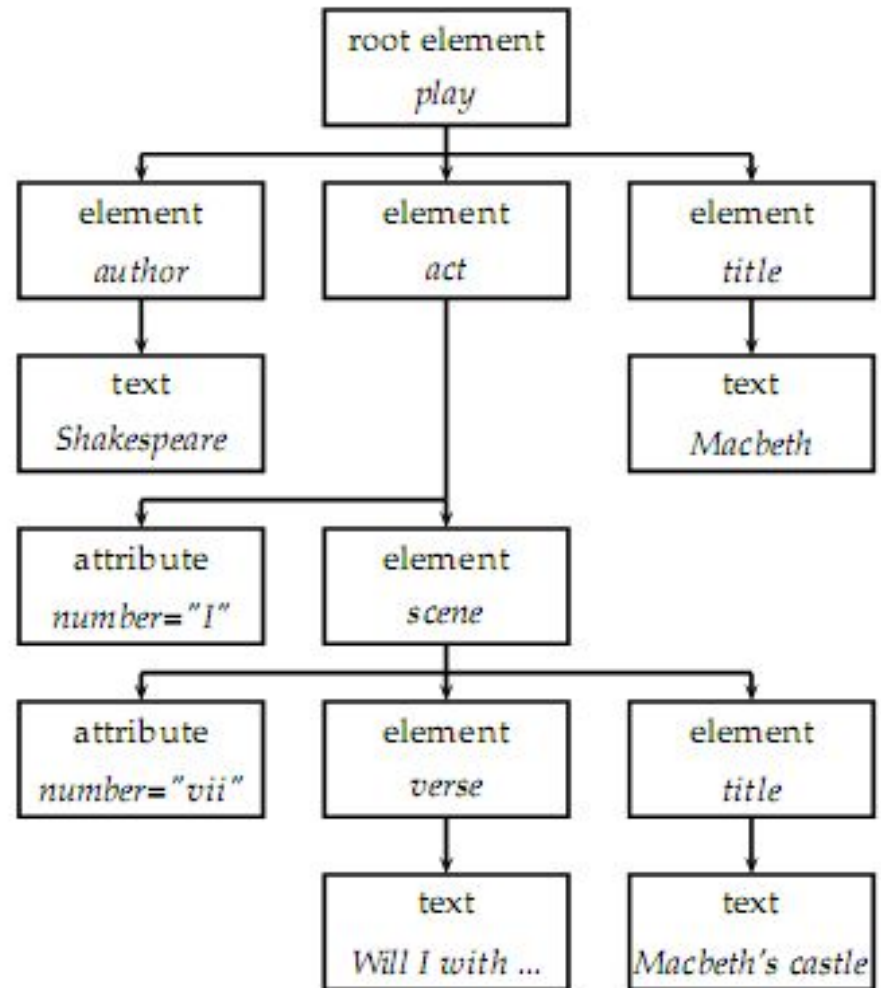 root element
play
element
author
element
act
element
title
text
Shakespeare
text
Macbeth
attribute
number="I"
element
scene
attribute
number="vii"
element
verse
element
title
text
Will I with ...
text
Macbeth's castle